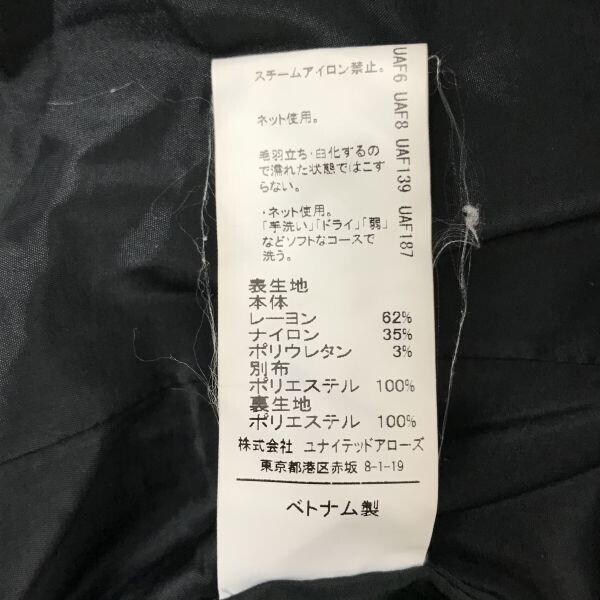 スチームアイロン禁止。
ネット使用。
毛羽立ち・白化するの
で濡れた状態ではこす
らない。
・ネット使用。
「手洗い」「ドライ」「弱」
などソフトなコースで
洗う。
表生地
本体
レーヨン 62%
ナイロン 35%
ポリウレタン 3%
別布
ポリエステル 100%
裏生地
ポリエステル 100%
株式会社 ユナイテッドアローズ
東京都港区赤坂 8-1-19
ベトナム製
UAF6 UAF8 UAF139 UAF187